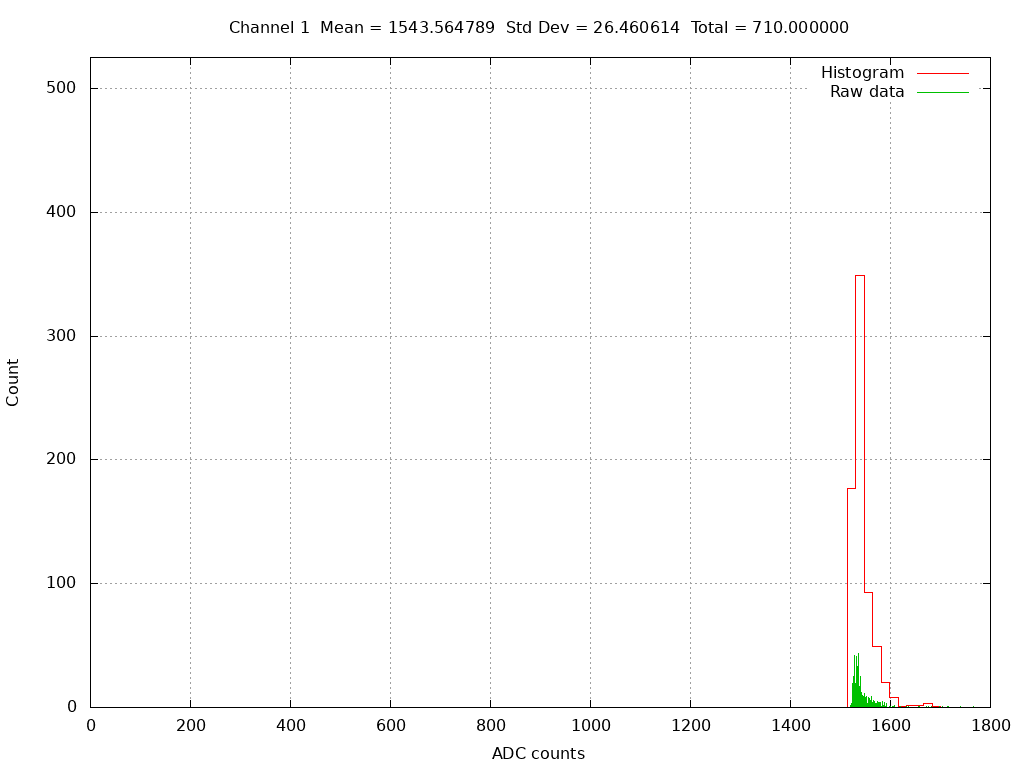 Channel 1  Mean = 1543.564789  Std Dev = 26.460614  Total = 710.000000
Histogram
Raw data
500
400
300
200
100
0
Count
0 200 400 600 800 1000 1200 1400 1600 1800
ADC counts